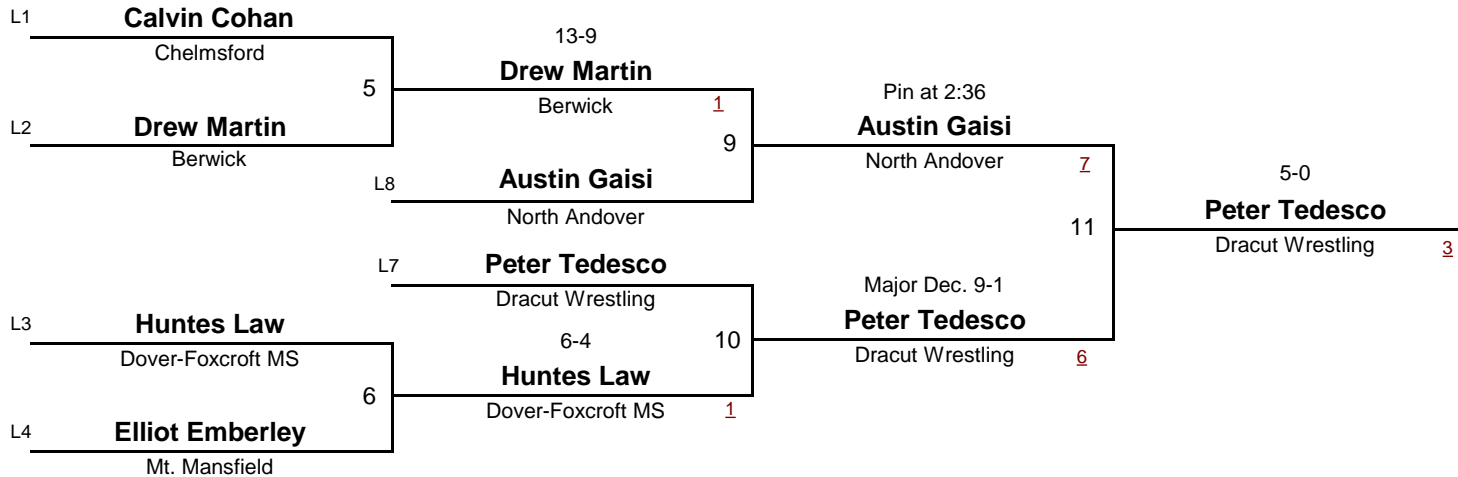 L1
Calvin Cohan
Chelmsford
5
L2
Drew Martin
Berwick
13-9
Drew Martin
Berwick 1
9
L8
Austin Gaisi
North Andover
Pin at 2:36
Austin Gaisi
North Andover 7
11
5-0
Peter Tedesco
Dracut Wrestling 3
L7
Peter Tedesco
Dracut Wrestling
10
L3
Huntes Law
Dover-Foxcroft MS
6
L4
Elliot Emberley
Mt. Mansfield
6-4
Huntes Law
Dover-Foxcroft MS 1
Major Dec. 9-1
Peter Tedesco
Dracut Wrestling 6